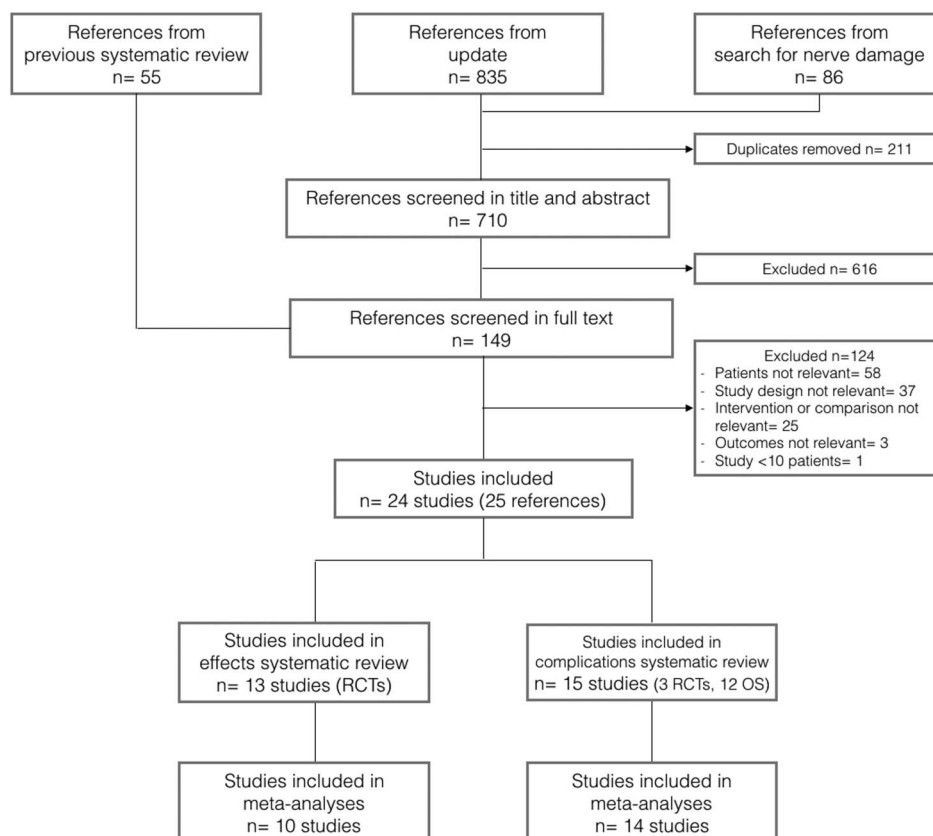 References from
previous systematic review
n= 55
References from
update
n= 835
References from
search for nerve damage
n= 86
Duplicates removed n= 211
References screened in title and abstract
n= 710
Excluded n= 616
References screened in full text
n= 149
Excluded n=124
- Patients not relevant= 58
- Study design not relevant= 37
- Intervention or comparison not
relevant= 25
- Outcomes not relevant= 3
- Study <10 patients= 1
Studies included
n= 24 studies (25 references)
Studies included in
effects systematic review
n= 13 studies (RCTs)
Studies included in
complications systematic review
n= 15 studies (3 RCTs, 12 OS)
Studies included in
meta-analyses
n= 10 studies
Studies included in
meta-analyses
n= 14 studies